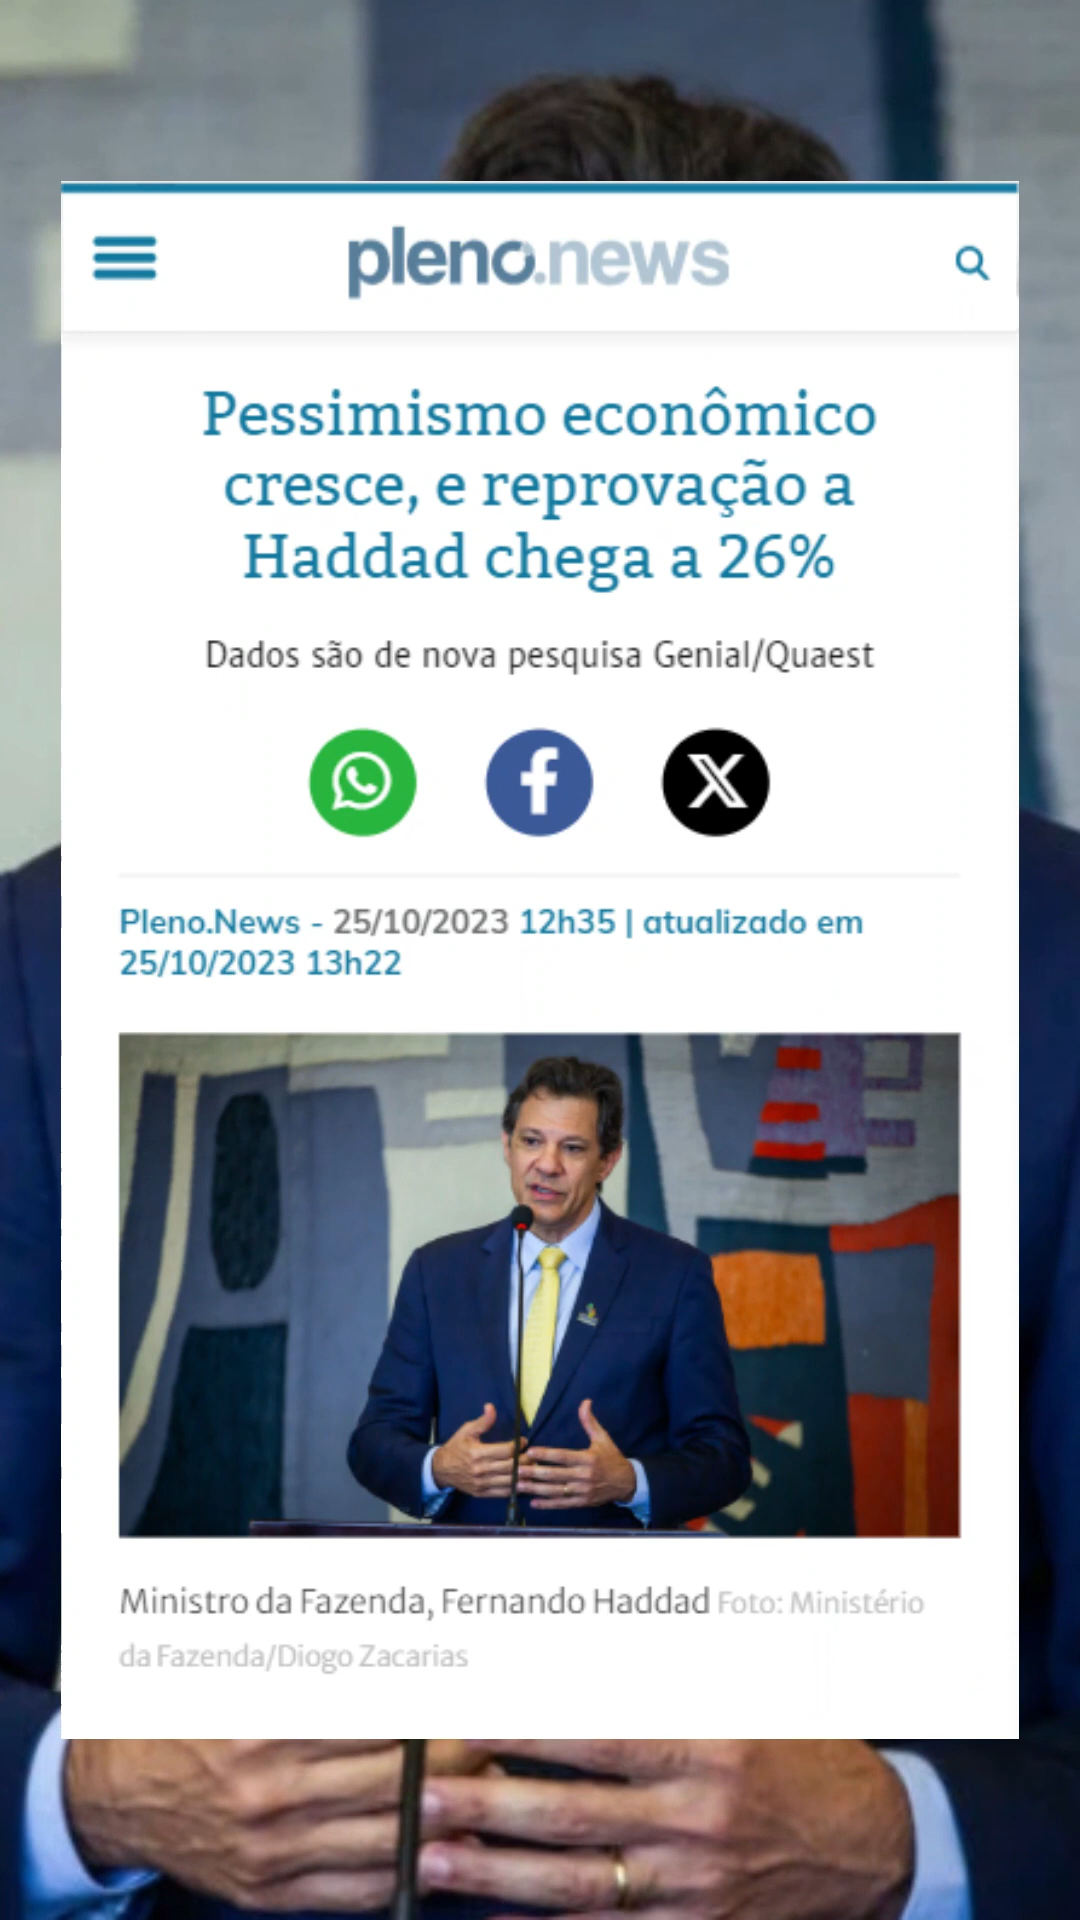 pleno.news
Pessimismo econômico
cresce, e reprovação a
Haddad chega a 26%
Dados são de nova pesquisa Genial/Quaest
Pleno.News - 25/10/2023 12h35 | atualizado em
25/10/2023 13h22
Ministro da Fazenda, Fernando Haddad Foto: Ministério
da Fazenda/Diogo Zacarias